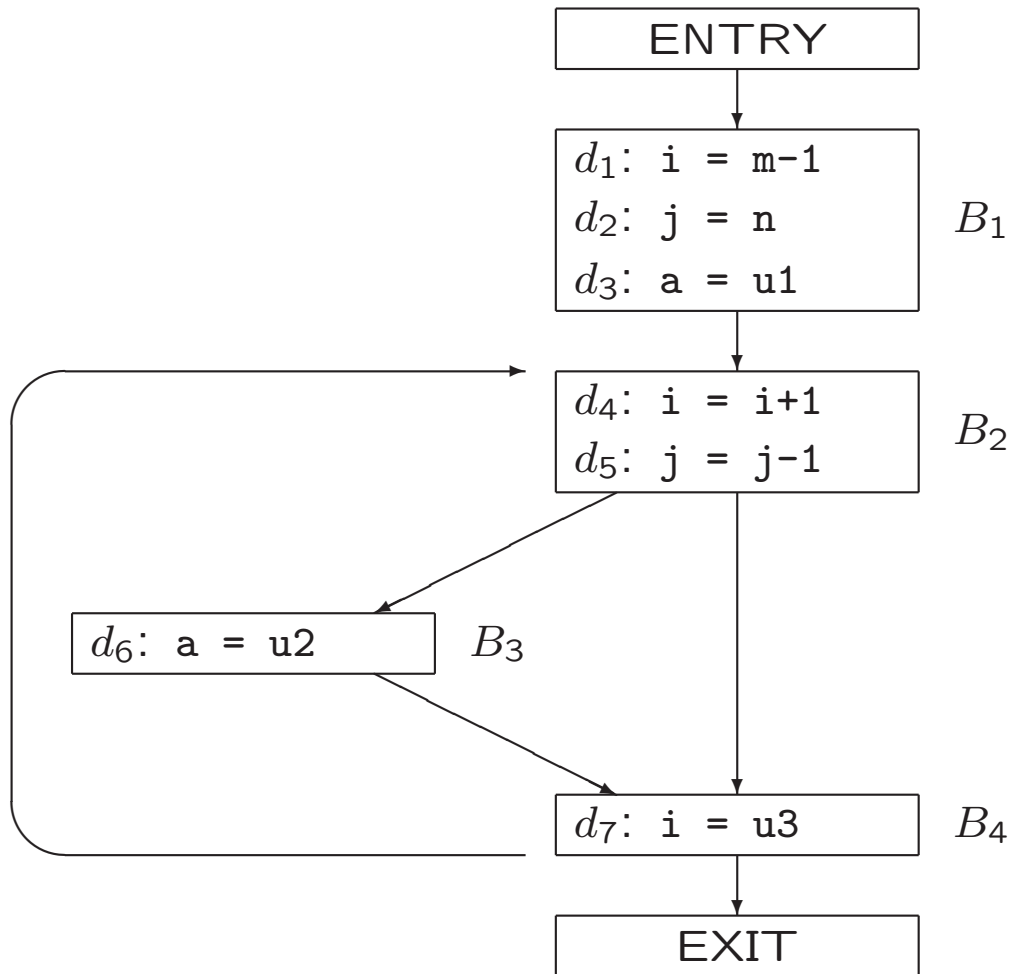 ENTRY
d₁: i = m-1
d₂: j = n
B₁
d₃: a = u1
d₄: i = i+1
B₂
d₅: j = j-1
d₆: a = u2
B₃
d₇: i = u3
B₄
EXIT